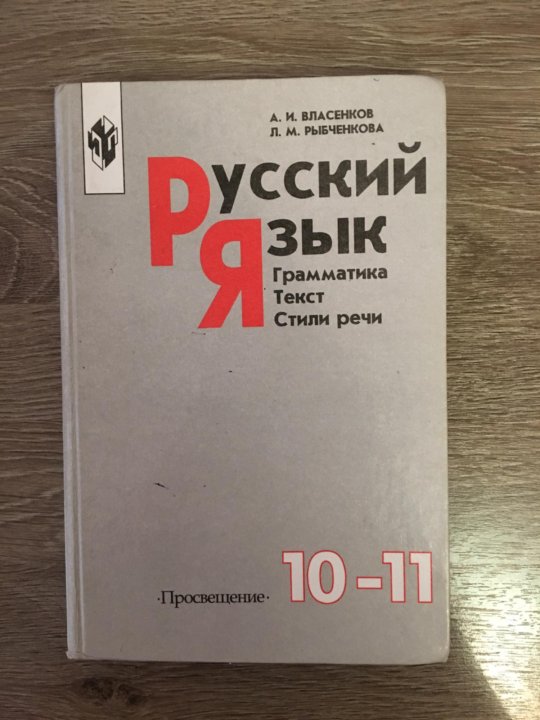 А. И. ВЛАСЕНКОВ
Л. М. РЫБЧЕНКОВА
Русский
Язык
Грамматика
Текст
Стили речи
·Просвещение·
10-11